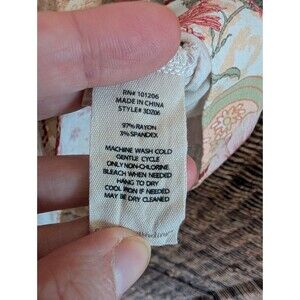 RN# 101206
MADE IN CHINA
STYLE# 3D206
97% RAYON
3% SPANDEX
MACHINE WASH COLD
GENTLE CYCLE
ONLY NON-CHLORINE
BLEACH WHEN NEEDED
HANG TO DRY
COOL IRON IF NEEDED
MAY BE DRY CLEANED